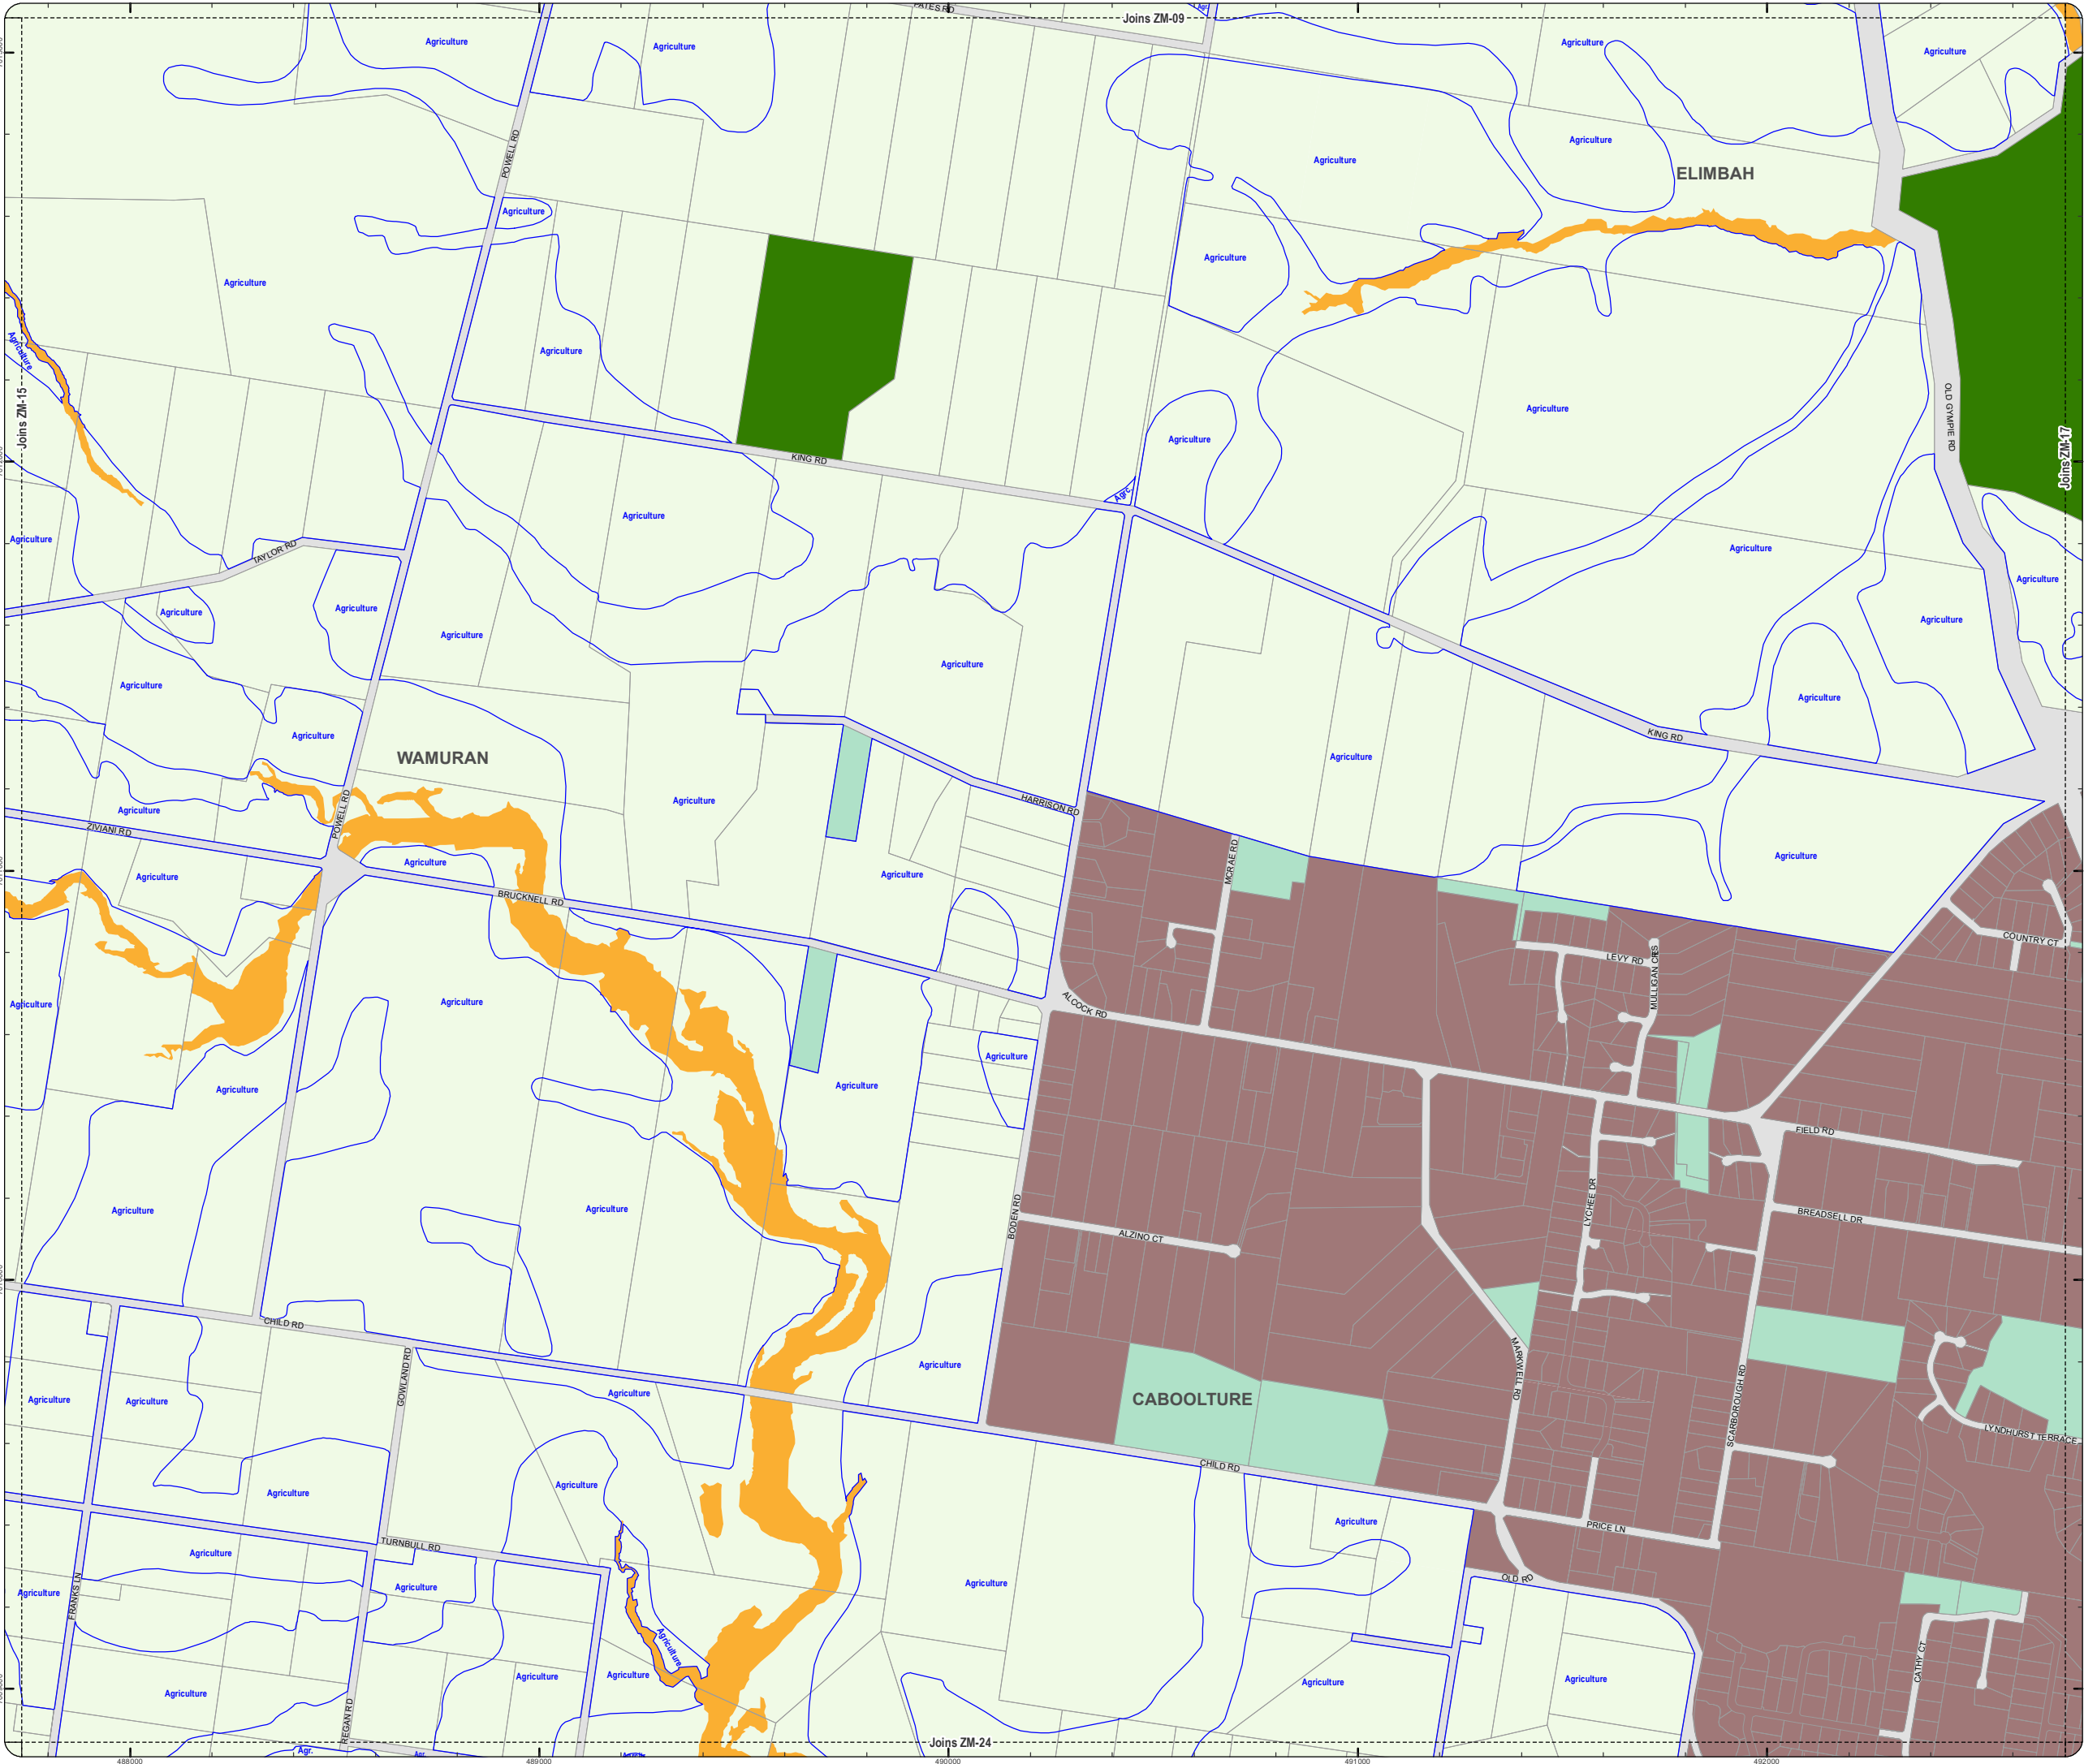 PATES RD
Joins ZM-09
Agr.
Agriculture
Agriculture
Agriculture
Agriculture
POWELL RD
Agriculture
Agriculture
ELIMBAH
Agriculture
Agriculture
Agriculture
Agriculture
Agriculture
Joins ZM-15
Agriculture
OLD GYMPIE RD
Joins ZM-17
Agriculture
KING RD
Agrc.
Agriculture
Agriculture
Agriculture
TAYLOR RD
Agriculture
Agriculture
Agriculture
Agriculture
Agriculture
Agriculture
Agriculture
Agriculture
Agriculture
KING RD
WAMURAN
Agriculture
Agriculture
HARRISON RD
Agriculture
POWELL RD
ZIVIANI RD
Agriculture
Agriculture
MCRAE RD
Agriculture
Agriculture
BRUCKNELL RD
COUNTRY CT
LEVY RD
MULLIGAN CRES
Agriculture
Agriculture
ALCOCK RD
Agriculture
Agriculture
Agriculture
FIELD RD
Agriculture
Agriculture
LYCHEE DR
BREADSELL DR
BODEN RD
ALZINO CT
CHILD RD
GOWLAND RD
Agriculture
MARKWELL RD
SCARBOROUGH RD
Agriculture
Agriculture
Agriculture
CABOOLTURE
LYNDHURST TERRACE
CHILD RD
Agriculture
Agriculture
Agriculture
PRICE LN
TURNBULL RD
Agriculture
OLD RD
Agriculture
Agriculture
Agriculture
FRANKS LN
Agriculture
CATHY CT
Agriculture
Agriculture
Agriculture
Agriculture
Agriculture
REGAN RD
Joins ZM-24
Agr.
488000
489000
490000
491000
492000